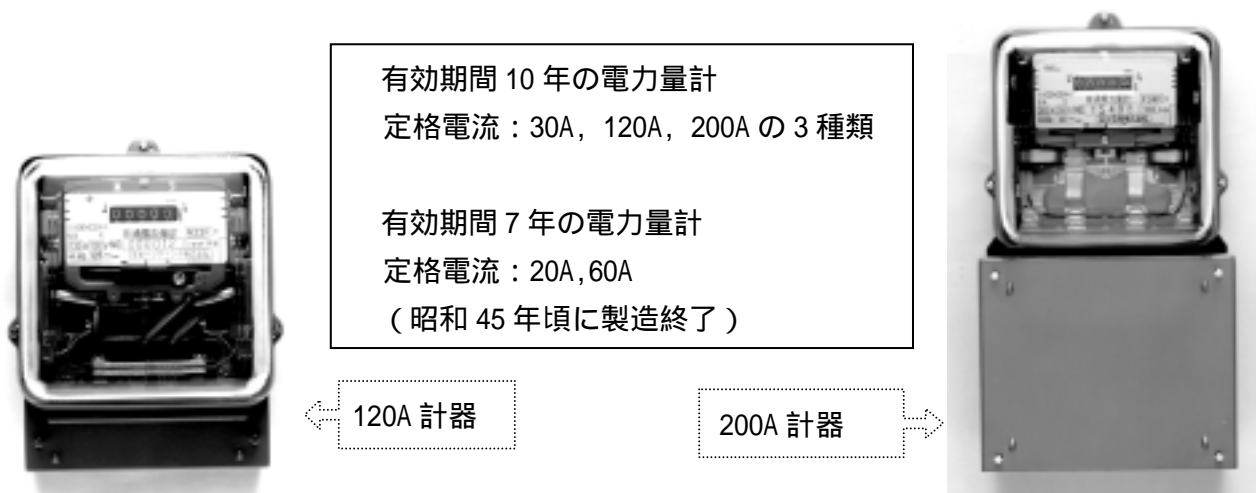 有効期間 10 年の電力量計
定格電流：30A, 120A, 200A の 3 種類
有効期間 7 年の電力量計
定格電流：20A,60A
（昭和 45 年頃に製造終了）
120A 計器
200A 計器